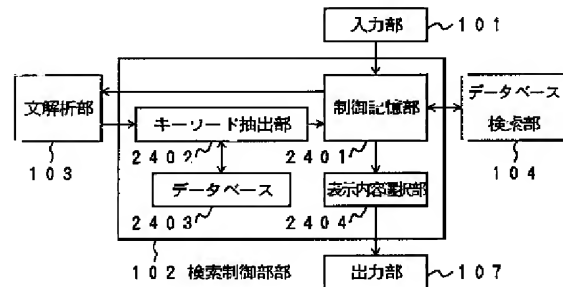 入力部 101
文解析部
103
キーワード抽出部
2402
制御記憶部
2401
データベース
検索部
104
データベース
2403
表示内容選択部
2404
102 検索制御部部
出力部 107